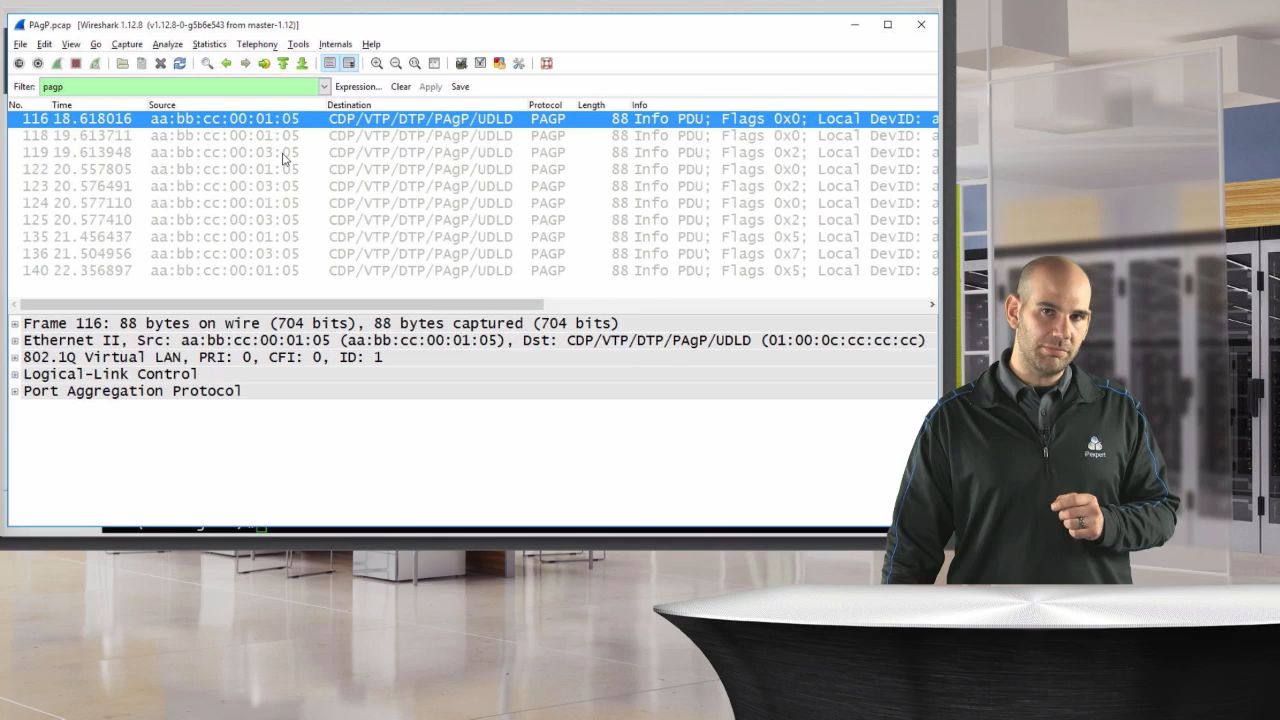 PAgP.pcap [Wireshark 1.12.8 (v1.12.8-0-g5b6e543 from master-1.12)]
File Edit View Go Capture Analyze Statistics Telephony Tools Internals Help
Filter: pagp Expression... Clear Apply Save
No. Time Source Destination Protocol Length Info
116 18.618016 aa:bb:cc:00:01:05 CDP/VTP/DTP/PAgP/UDLD PAGP 88 Info PDU; Flags 0x0; Local DevID: a
118 19.613711 aa:bb:cc:00:01:05 CDP/VTP/DTP/PAgP/UDLD PAGP 88 Info PDU; Flags 0x0; Local DevID: a
119 19.613948 aa:bb:cc:00:03:05 CDP/VTP/DTP/PAgP/UDLD PAGP 88 Info PDU; Flags 0x2; Local DevID: a
122 20.557805 aa:bb:cc:00:01:05 CDP/VTP/DTP/PAgP/UDLD PAGP 88 Info PDU; Flags 0x0; Local DevID: a
123 20.576491 aa:bb:cc:00:03:05 CDP/VTP/DTP/PAgP/UDLD PAGP 88 Info PDU; Flags 0x2; Local DevID: a
124 20.577110 aa:bb:cc:00:01:05 CDP/VTP/DTP/PAgP/UDLD PAGP 88 Info PDU; Flags 0x0; Local DevID: a
125 20.577410 aa:bb:cc:00:03:05 CDP/VTP/DTP/PAgP/UDLD PAGP 88 Info PDU; Flags 0x2; Local DevID: a
135 21.456437 aa:bb:cc:00:01:05 CDP/VTP/DTP/PAgP/UDLD PAGP 88 Info PDU; Flags 0x5; Local DevID: a
136 21.504956 aa:bb:cc:00:03:05 CDP/VTP/DTP/PAgP/UDLD PAGP 88 Info PDU; Flags 0x7; Local DevID: a
140 22.356897 aa:bb:cc:00:01:05 CDP/VTP/DTP/PAgP/UDLD PAGP 88 Info PDU; Flags 0x5; Local DevID: a
Frame 116: 88 bytes on wire (704 bits), 88 bytes captured (704 bits)
Ethernet II, Src: aa:bb:cc:00:01:05 (aa:bb:cc:00:01:05), Dst: CDP/VTP/DTP/PAgP/UDLD (01:00:0c:cc:cc:cc)
802.1Q Virtual LAN, PRI: 0, CFI: 0, ID: 1
Logical-Link Control
Port Aggregation Protocol
iPexpert